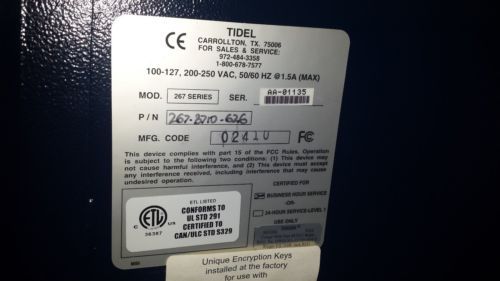 TIDEL
CARROLLTON, TX. 75006
FOR SALES & SERVICE:
972-484-3358
1-800-678-7577
100-127, 200-250 VAC, 50/60 HZ @1.5A (MAX)
MOD. 267 SERIES SER. AA-01135
P/N 267-2710-626
MFG. CODE 02410 FC
This device complies with part 15 of the FCC Rules. Operation
is subject to the following two conditions: (1) This device may
not cause harmful interference, and (2) This device must accept
any interference received, including interference that may cause
undesired operation.
ETL LISTED
CONFORMS TO
UL STD 291
CERTIFIED TO
CAN/ULC STD S329
ETL
36367
CERTIFIED FOR
BUSINESS HOUR SERVICE
-OR-
24-HOUR SERVICE-LEVEL 1
USE ONLY
Unique Encryption Keys
installed at the factory
for use with